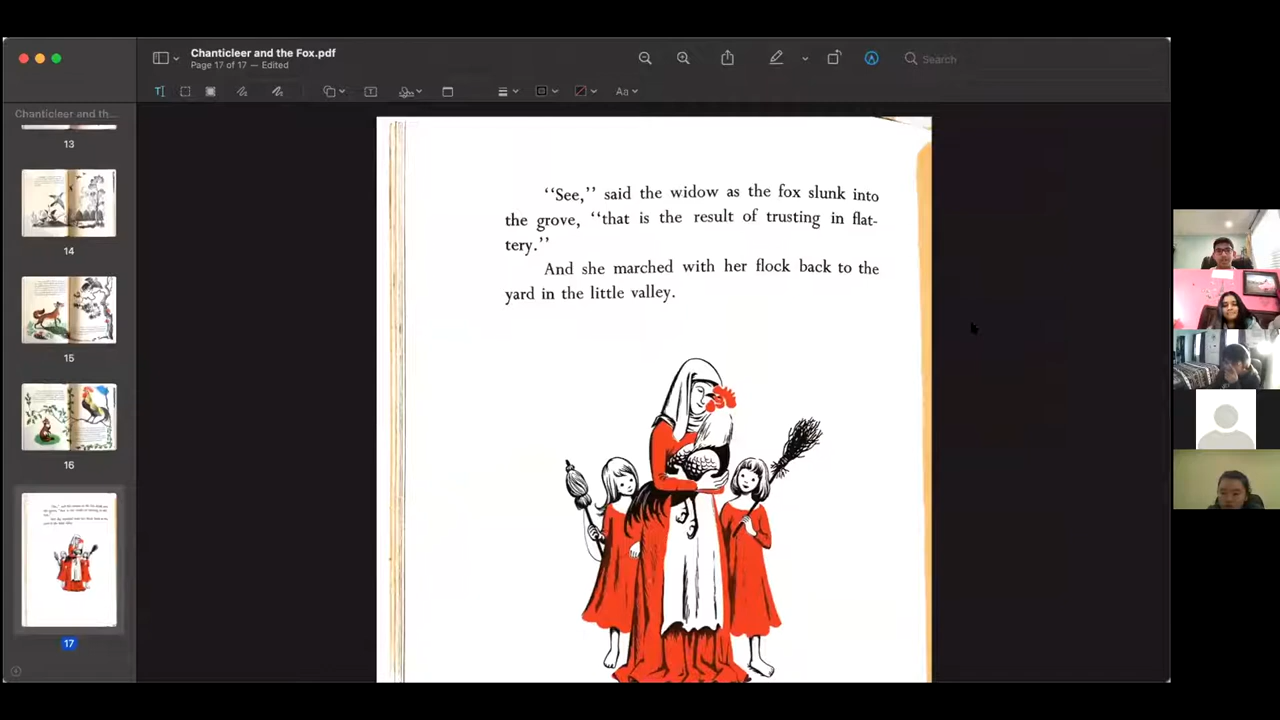 Chanticleer and the Fox.pdf
Page 17 of 17 — Edited
Search
Aa
Chanticleer and th...
13
14
15
16
17
“See,” said the widow as the fox slunk into
the grove, “that is the result of trusting in flat-
tery.”
And she marched with her flock back to the
yard in the little valley.